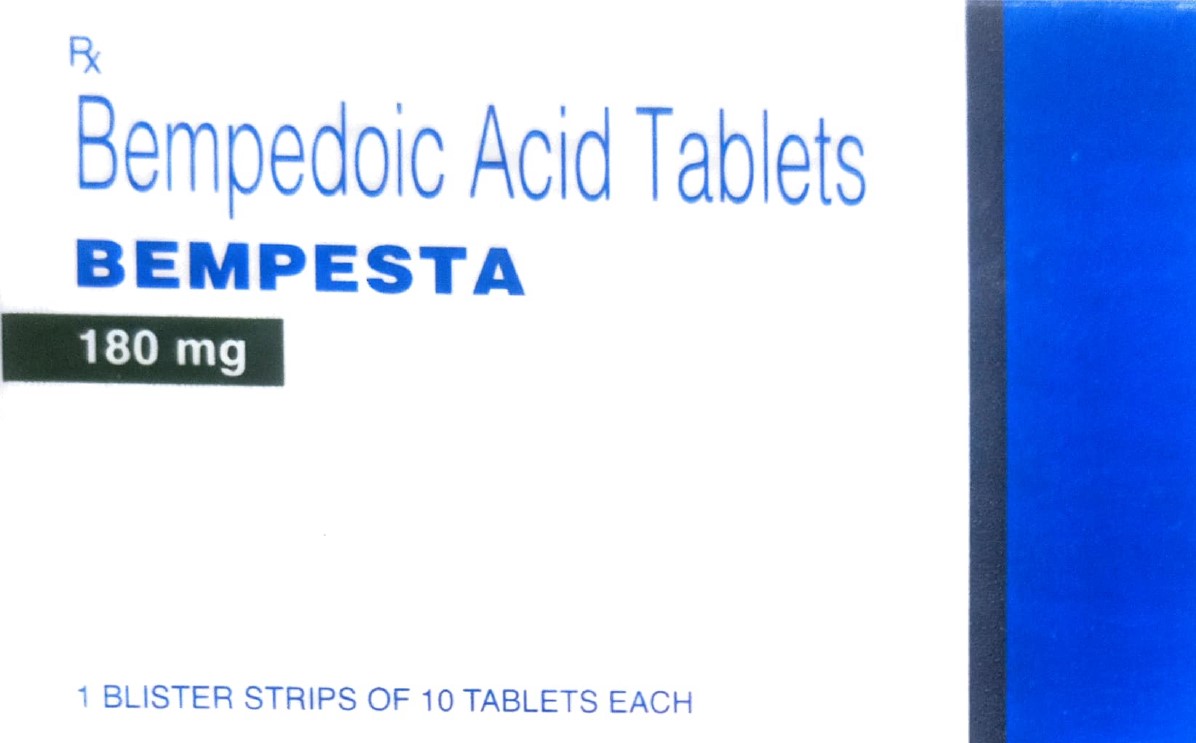 Rx
Bempedoic Acid Tablets
BEMPESTA
180 mg
1 BLISTER STRIPS OF 10 TABLETS EACH